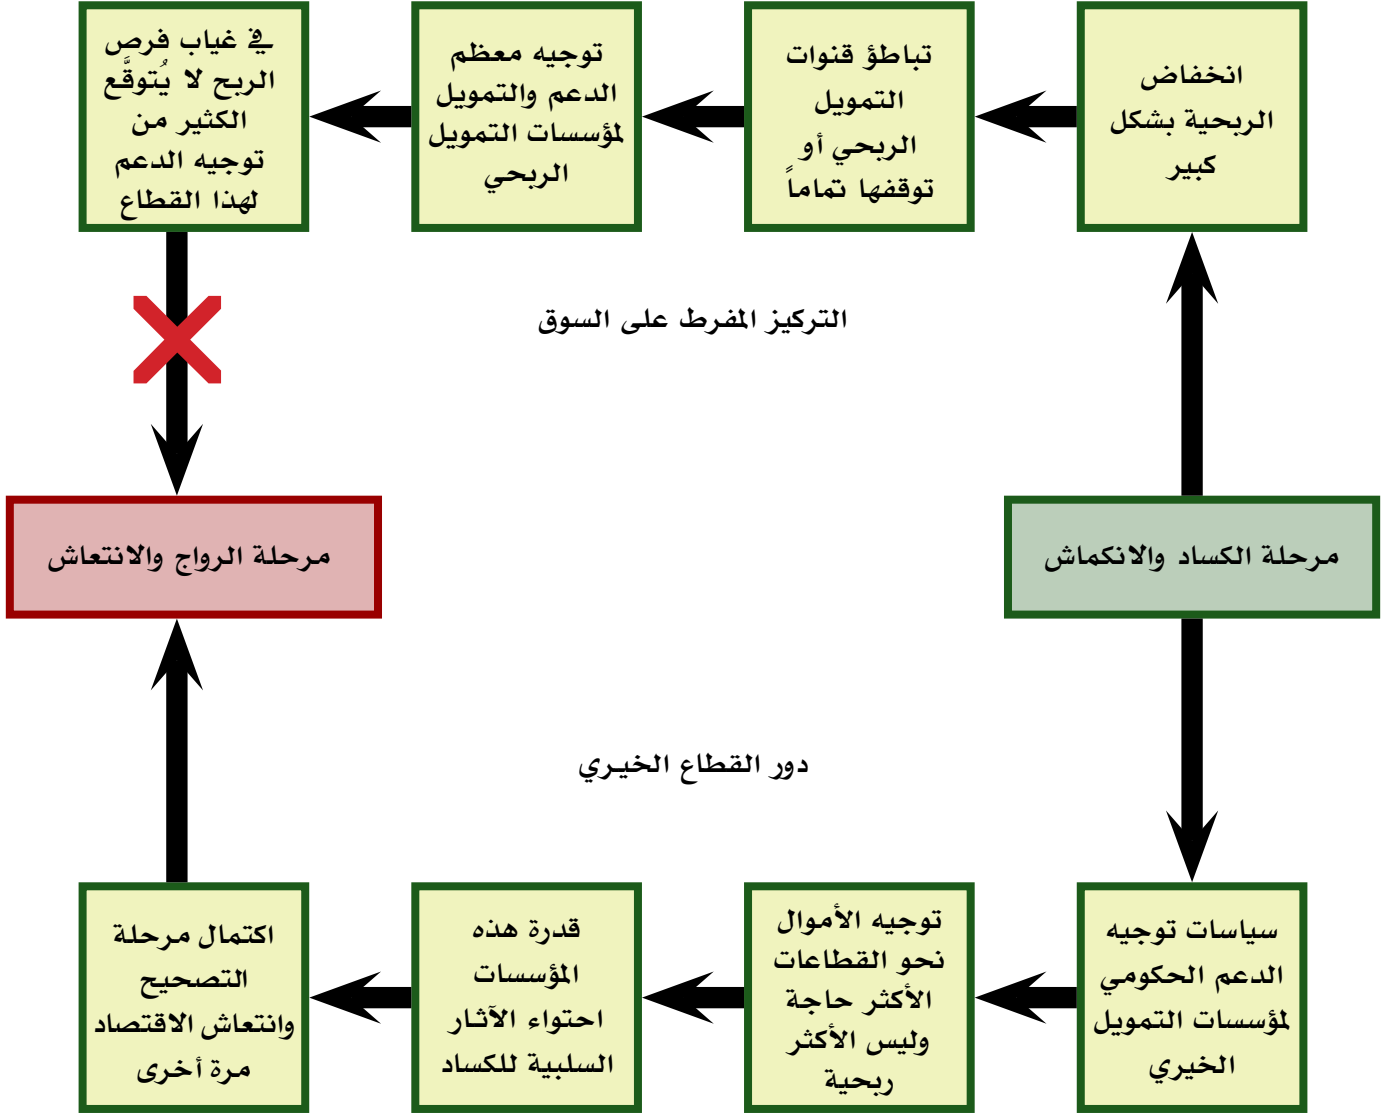 انخفاض
الربحية بشكل
كبير
تباطؤ قنوات
التمويل
الربحي أو
توقفها تماماً
توجيه معظم
الدعم والتمويل
لمؤسسات التمويل
الربحي
في غياب فرص
الربح لا يُتوقَّع
الكثير من
توجيه الدعم
لهذا القطاع
التركيز المفرط على السوق
مرحلة الكساد والانكماش
مرحلة الرواج والانتعاش
دور القطاع الخيري
سياسات توجيه
الدعم الحكومي
لمؤسسات التمويل
الخيري
توجيه الأموال
نحو القطاعات
الأكثر حاجة
وليس الأكثر
ربحية
قدرة هذه
المؤسسات
احتواء الآثار
السلبية للكساد
اكتمال مرحلة
التصحيح
وانتعاش الاقتصاد
مرة أخرى